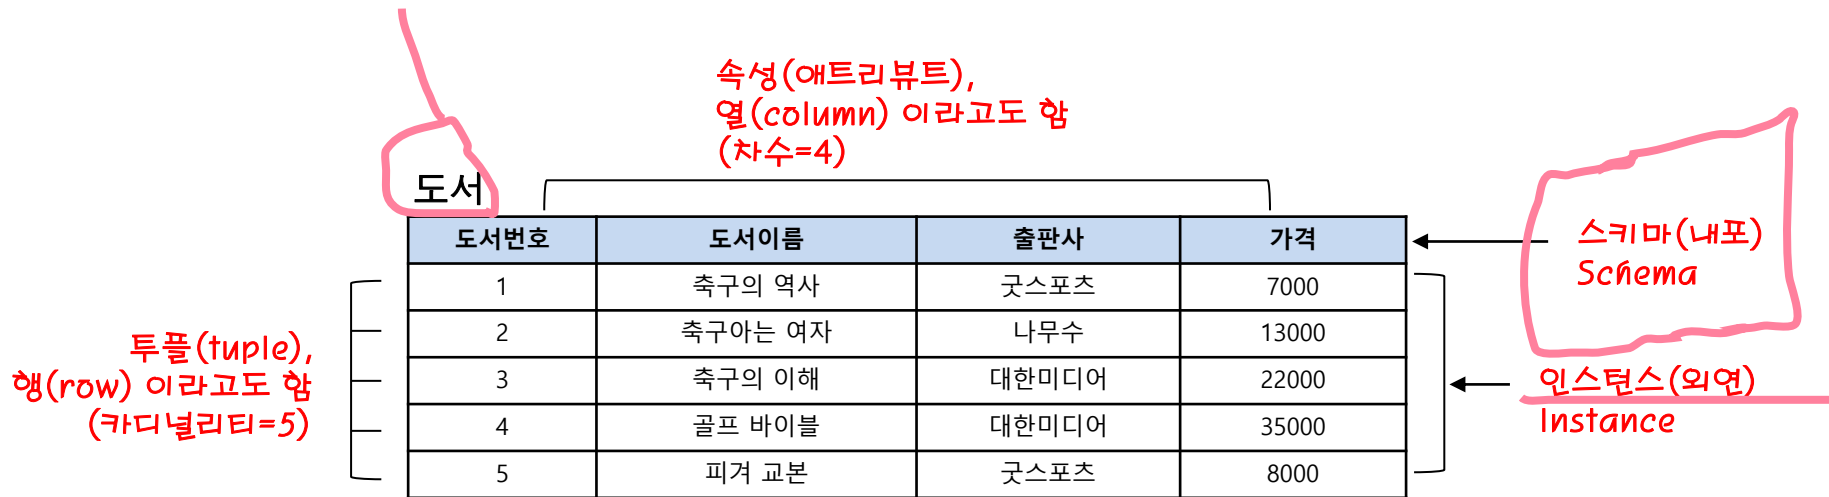 속성(애트리뷰트),
열(column) 이라고도 함
(차수=4)
도서
도서번호 도서이름 출판사 가격
1 축구의 역사 굿스포츠 7000
2 축구아는 여자 나무수 13000
3 축구의 이해 대한미디어 22000
4 골프 바이블 대한미디어 35000
5 피겨 교본 굿스포츠 8000
스키마(내포)
Schema
투플(tuple),
행(row) 이라고도 함
(카디널리티=5)
인스턴스(외연)
Instance